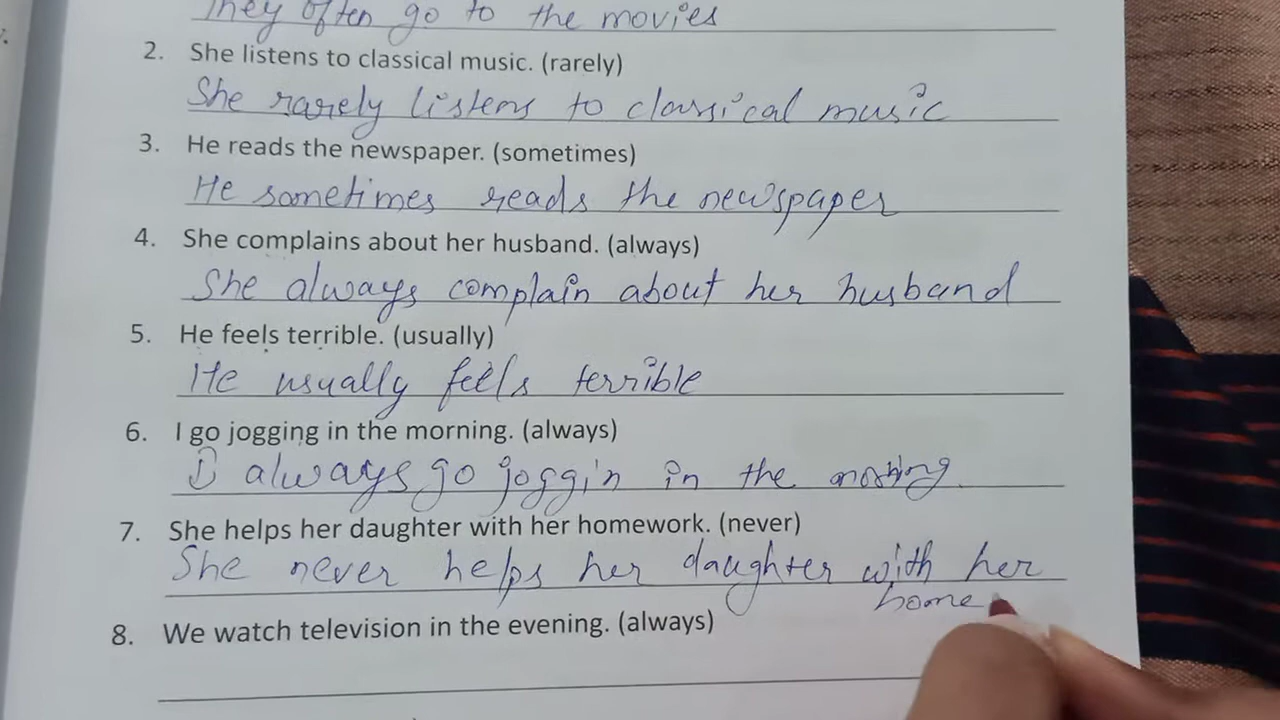 They often go to the movies
2. She listens to classical music. (rarely)
She rarely listens to classical music
3. He reads the newspaper. (sometimes)
He sometimes reads the newspaper
4. She complains about her husband. (always)
She always complain about her husband
5. He feels terrible. (usually)
He usually feels terrible
6. I go jogging in the morning. (always)
I always go joggin in the morning.
7. She helps her daughter with her homework. (never)
She never helps her daughter with her
home
8. We watch television in the evening. (always)